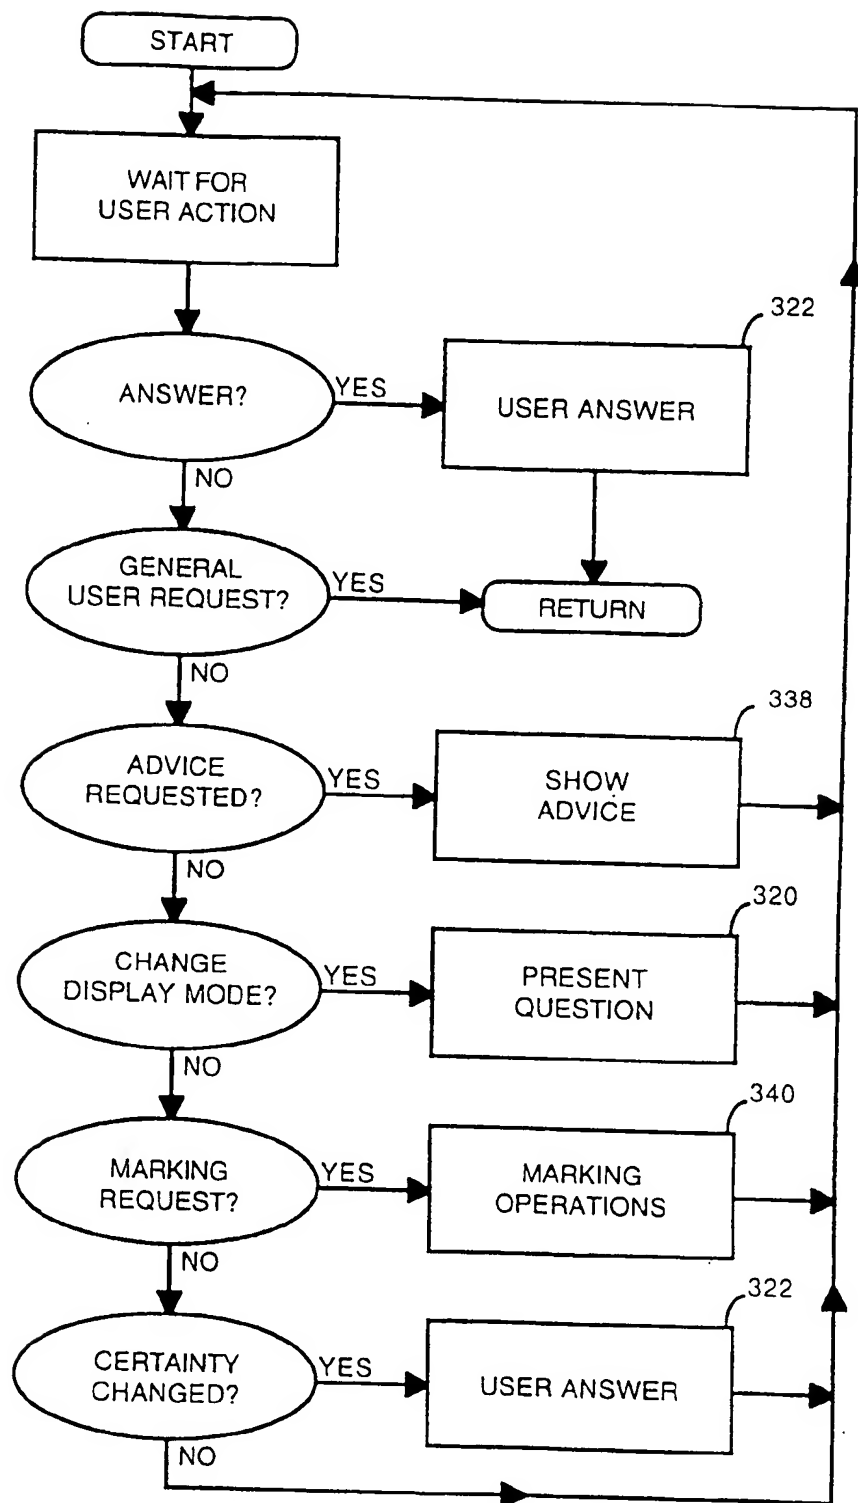 START
WAIT FOR
USER ACTION
322
ANSWER?
YES
USER ANSWER
NO
GENERAL
USER REQUEST?
YES
RETURN
NO
338
ADVICE
REQUESTED?
YES
SHOW
ADVICE
NO
320
CHANGE
DISPLAY MODE?
YES
PRESENT
QUESTION
NO
340
MARKING
REQUEST?
YES
MARKING
OPERATIONS
NO
322
CERTAINTY
CHANGED?
YES
USER ANSWER
NO